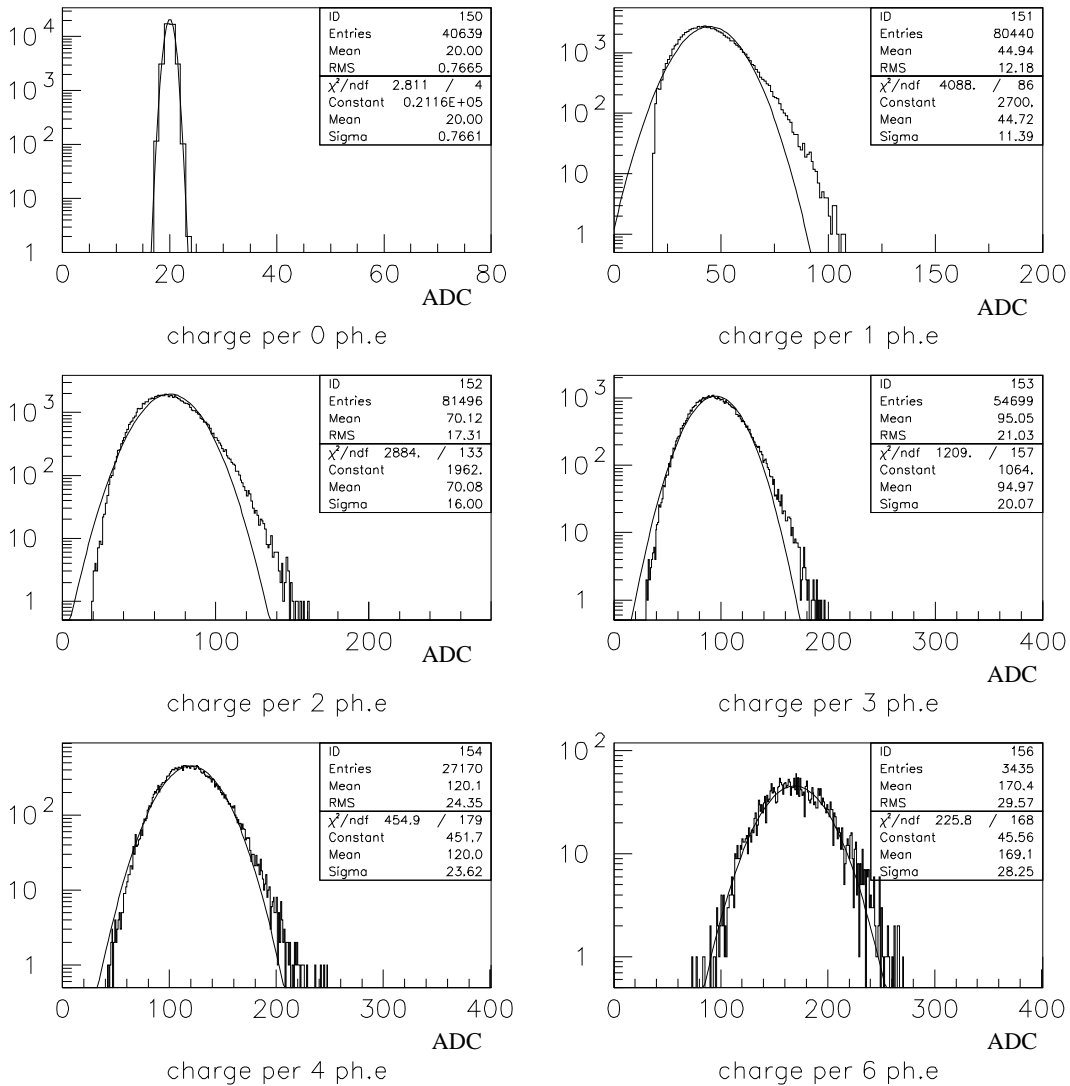 ID 150
Entries 40639
Mean 20.00
RMS 0.7665
χ²/ndf 2.811 / 4
Constant 0.2116E+05
Mean 20.00
Sigma 0.7661
10⁴
10³
10²
10
1
0 20 40 60 80
ADC
charge per 0 ph.e
ID 151
Entries 80440
Mean 44.94
RMS 12.18
χ²/ndf 4088. / 86
Constant 2700.
Mean 44.72
Sigma 11.39
10³
10²
10
1
0 50 100 150 200
ADC
charge per 1 ph.e
ID 152
Entries 81496
Mean 70.12
RMS 17.31
χ²/ndf 2884. / 133
Constant 1962.
Mean 70.08
Sigma 16.00
10³
10²
10
1
0 100 200
ADC
charge per 2 ph.e
ID 153
Entries 54699
Mean 95.05
RMS 21.03
χ²/ndf 1209. / 157
Constant 1064.
Mean 94.97
Sigma 20.07
10³
10²
10
1
0 100 200 300 400
ADC
charge per 3 ph.e
ID 154
Entries 27170
Mean 120.1
RMS 24.35
χ²/ndf 454.9 / 179
Constant 451.7
Mean 120.0
Sigma 23.62
10²
10
1
0 100 200 300 400
ADC
charge per 4 ph.e
ID 156
Entries 3435
Mean 170.4
RMS 29.57
χ²/ndf 225.8 / 168
Constant 45.56
Mean 169.1
Sigma 28.25
10²
10
1
0 100 200 300 400
ADC
charge per 6 ph.e